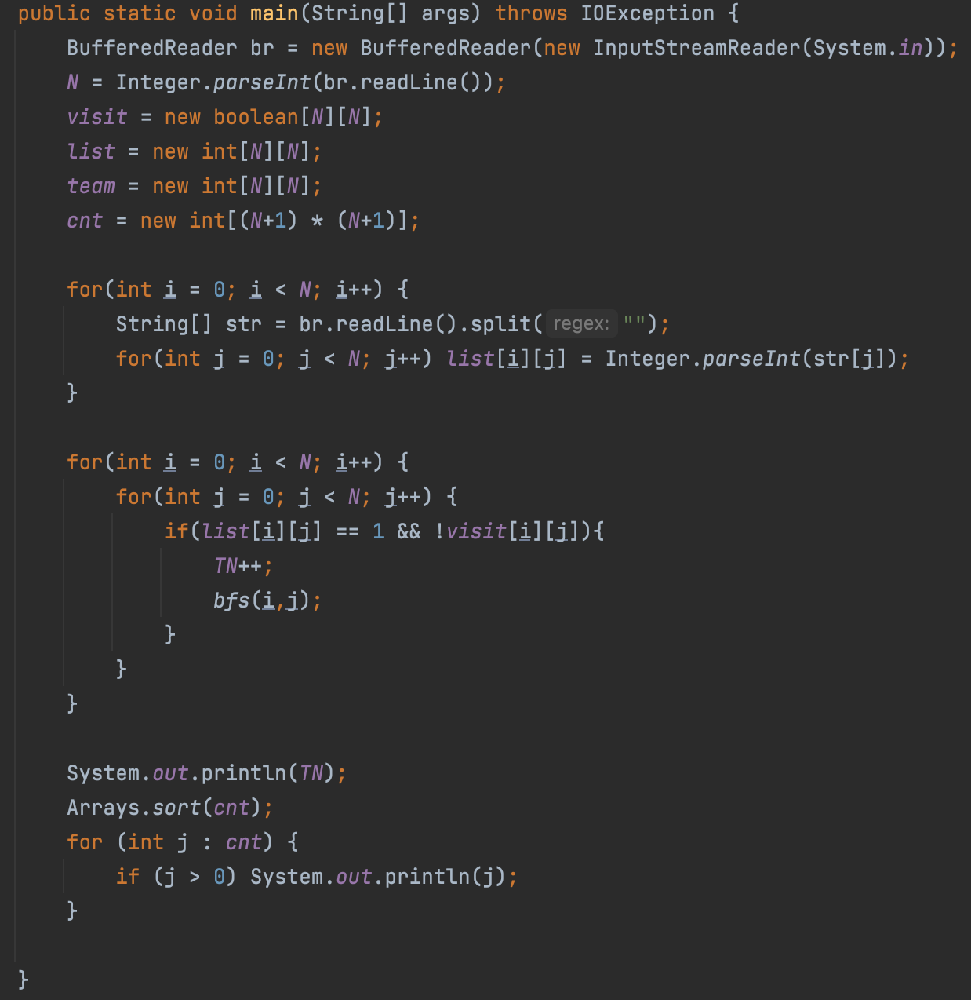 public static void main(String[] args) throws IOException {
BufferedReader br = new BufferedReader(new InputStreamReader(System.in));
N = Integer.parseInt(br.readLine());
visit = new boolean[N][N];
list = new int[N][N];
team = new int[N][N];
cnt = new int[(N+1) * (N+1)];
for(int i = 0; i < N; i++) {
String[] str = br.readLine().split( regex: "");
for(int j = 0; j < N; j++) list[i][j] = Integer.parseInt(str[j]);
}
for(int i = 0; i < N; i++) {
for(int j = 0; j < N; j++) {
if(list[i][j] == 1 && !visit[i][j]){
TN++;
bfs(i,j);
}
}
}
System.out.println(TN);
Arrays.sort(cnt);
for (int j : cnt) {
if (j > 0) System.out.println(j);
}
}